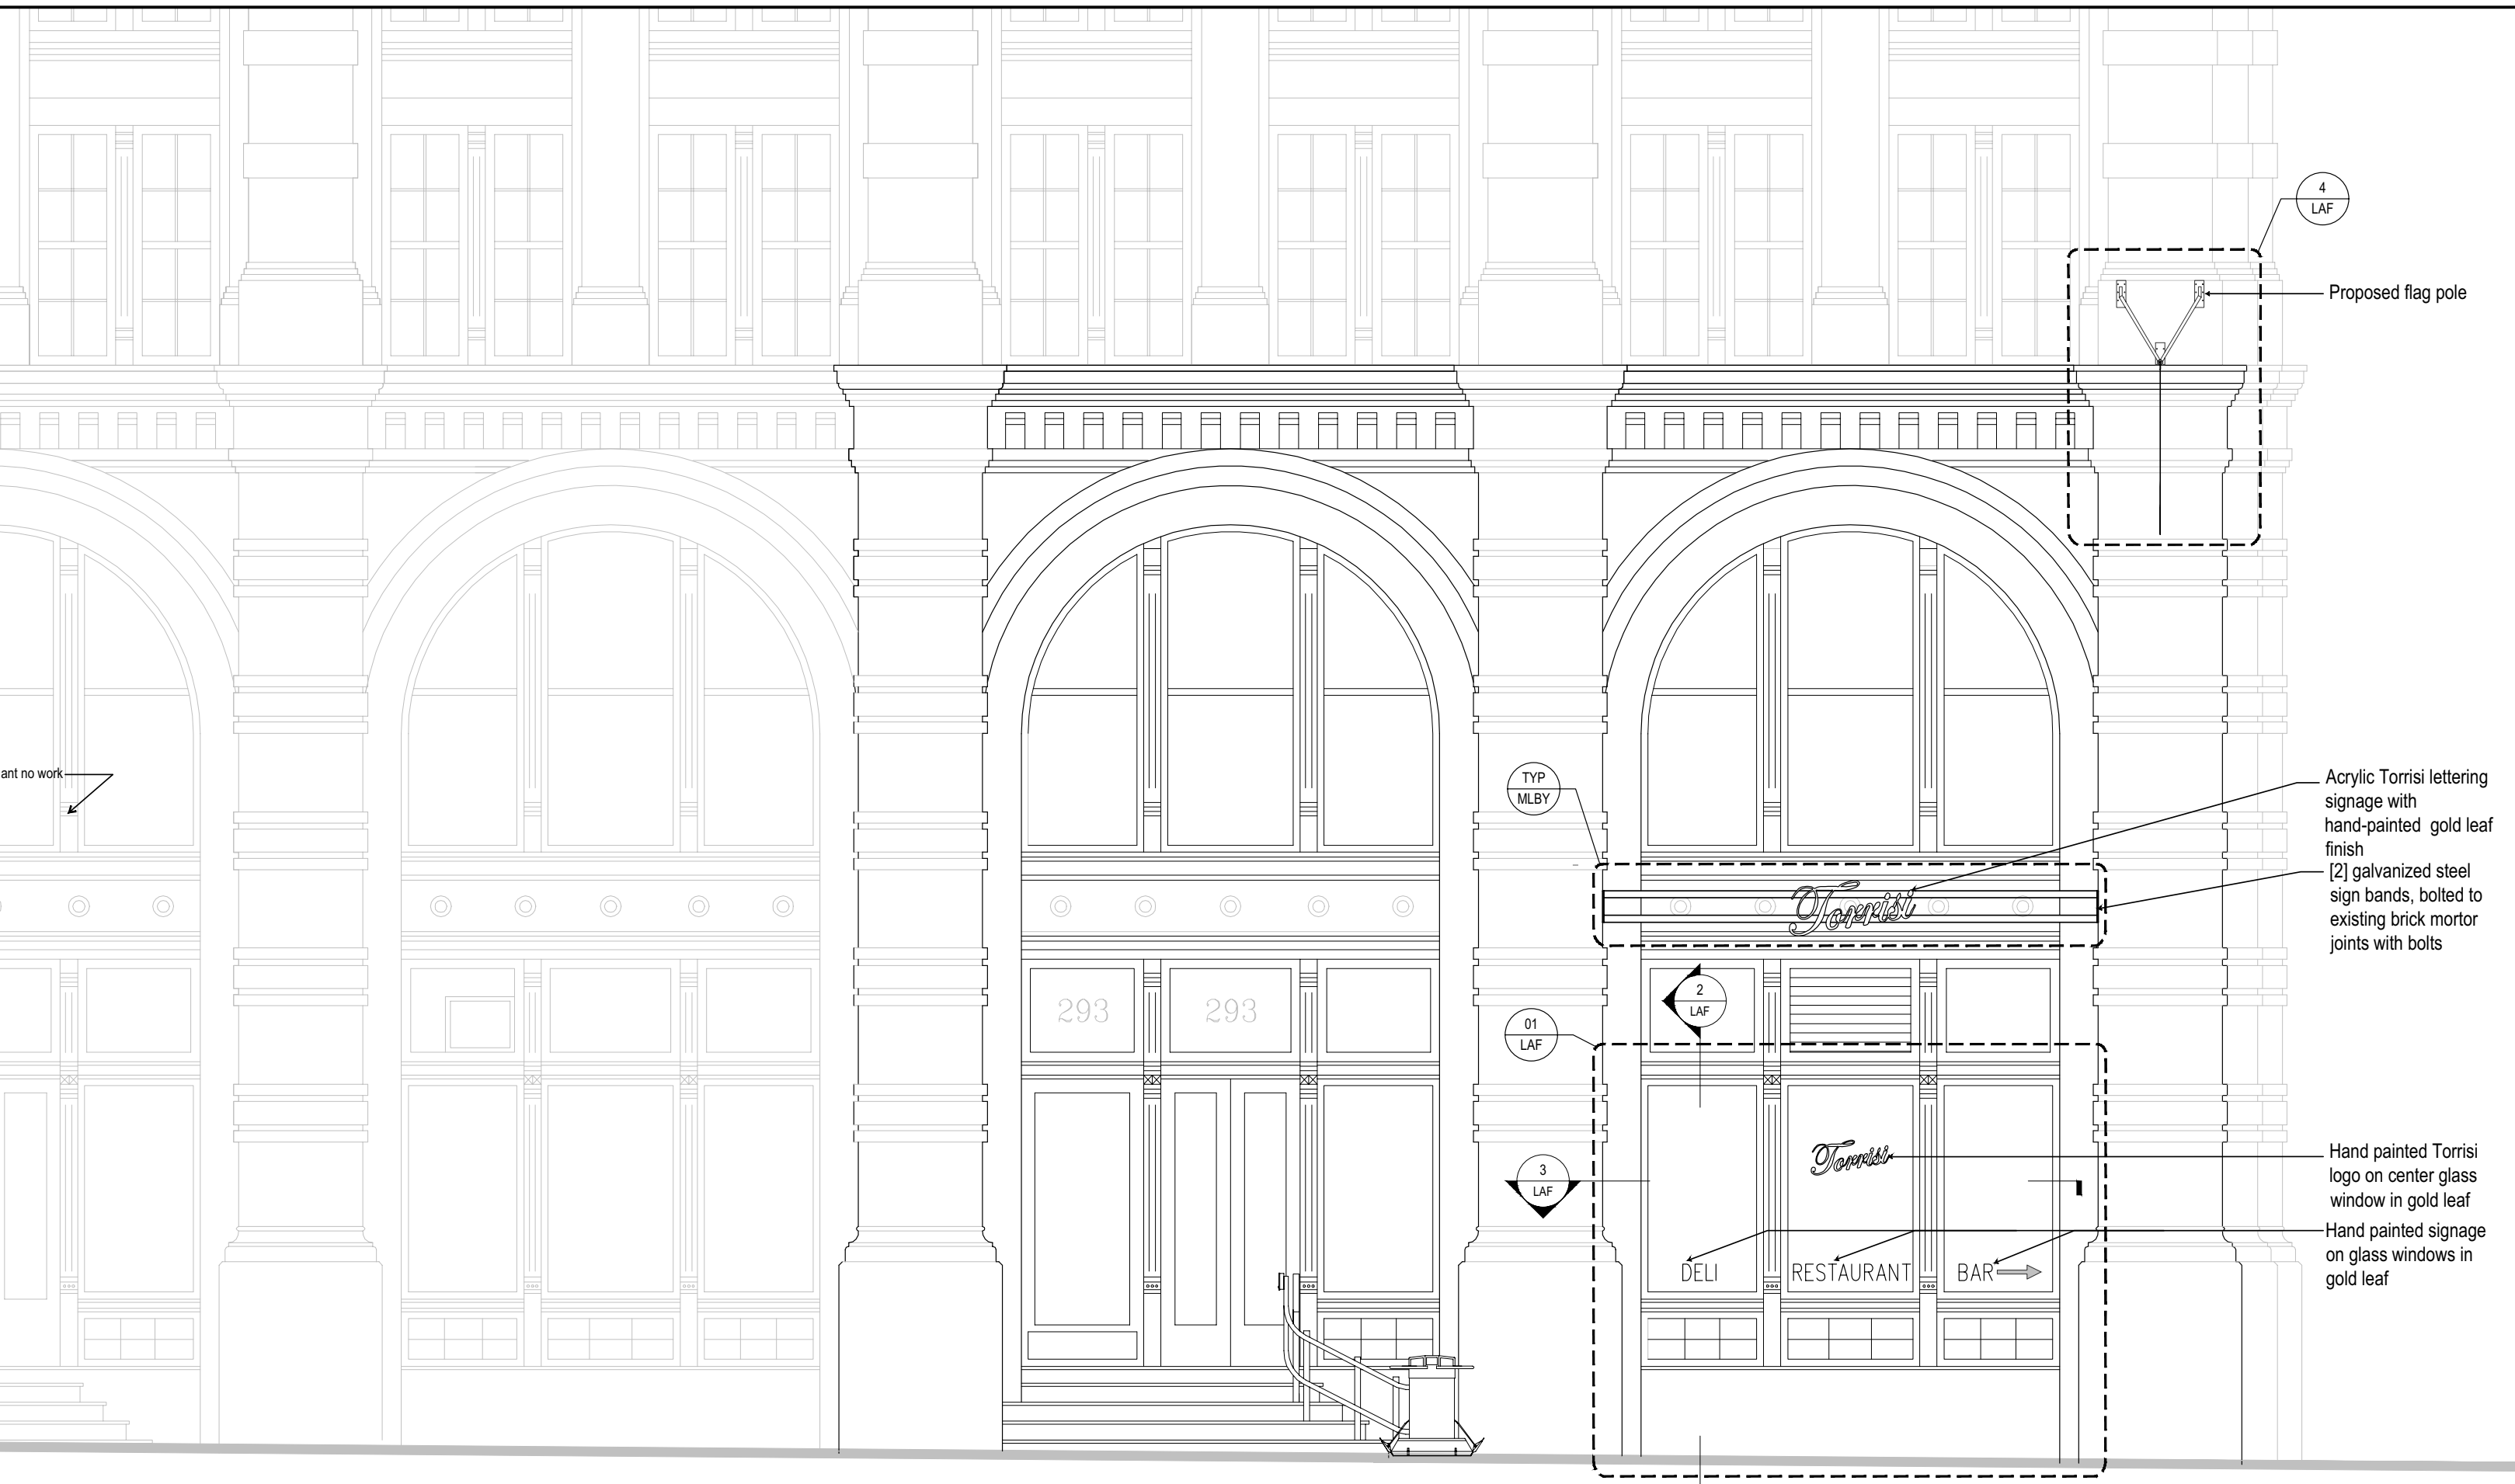 4
LAF
Proposed flag pole
ant no work
TYP
MLBY
Acrylic Torrisi lettering
signage with
hand-painted gold leaf
finish
[2] galvanized steel
sign bands, bolted to
existing brick mortor
joints with bolts
Torrisi
293 293
2
LAF
01
LAF
Torrisi
3
LAF
Hand painted Torrisi
logo on center glass
window in gold leaf
Hand painted signage
on glass windows in
gold leaf
DELI RESTAURANT BAR